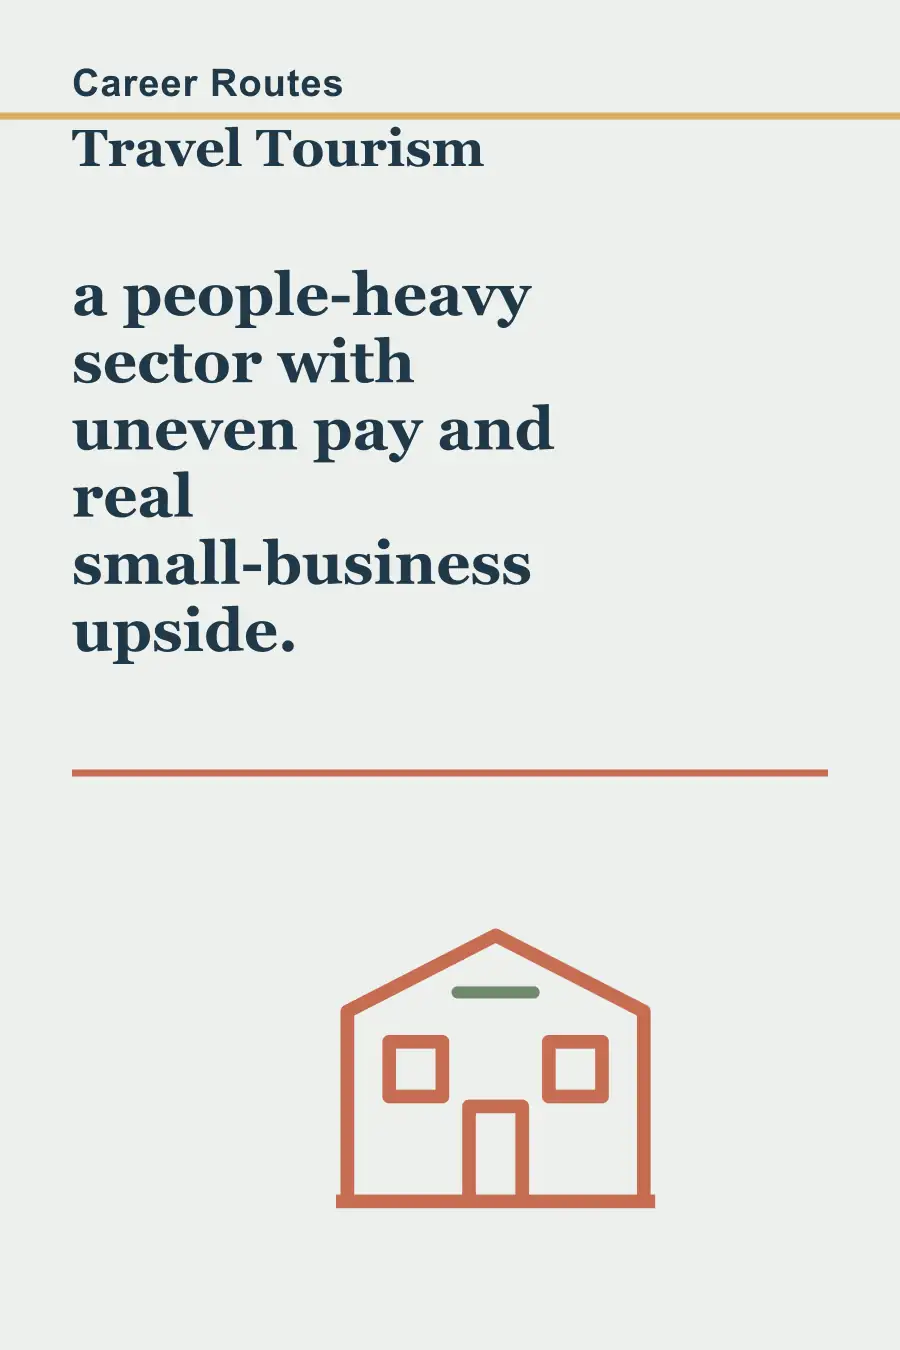 Career Routes
Travel Tourism
a people-heavy
sector with
uneven pay and
real
small-business
upside.